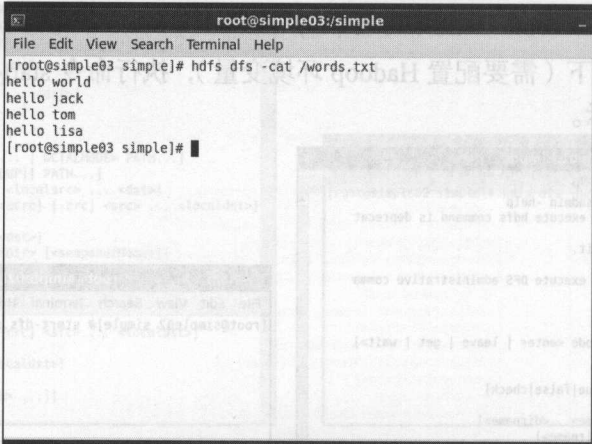 root@simple03:/simple
File Edit View Search Terminal Help
[root@simple03 simple]# hdfs dfs -cat /words.txt
hello world
hello jack
hello tom
hello lisa
[root@simple03 simple]#